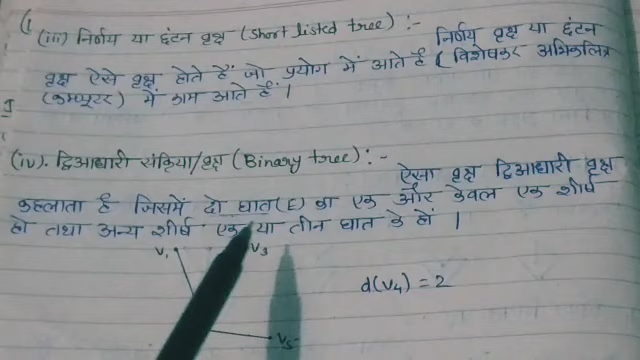 (iii) निर्णय या छंटन वृक्ष (Short listed tree) :-
निर्णय वृक्ष या छंटन
वृक्ष ऐसे वृक्ष होते हैं जो प्रयोग में आते हैं ( विशेषकर अभिकलित्र
(कम्प्यूटर) में काम आते हैं ।
(iv). द्विआधारी संक्रिया/वृक्ष (Binary tree) :-
ऐसा वृक्ष द्विआधारी वृक्ष
कहलाता है जिसमें दो घात(E) का एक और केवल एक शीर्ष
हो तथा अन्य शीर्ष एक या तीन घात के हों ।
V₁ V₃
d(V₄) = 2
V₅